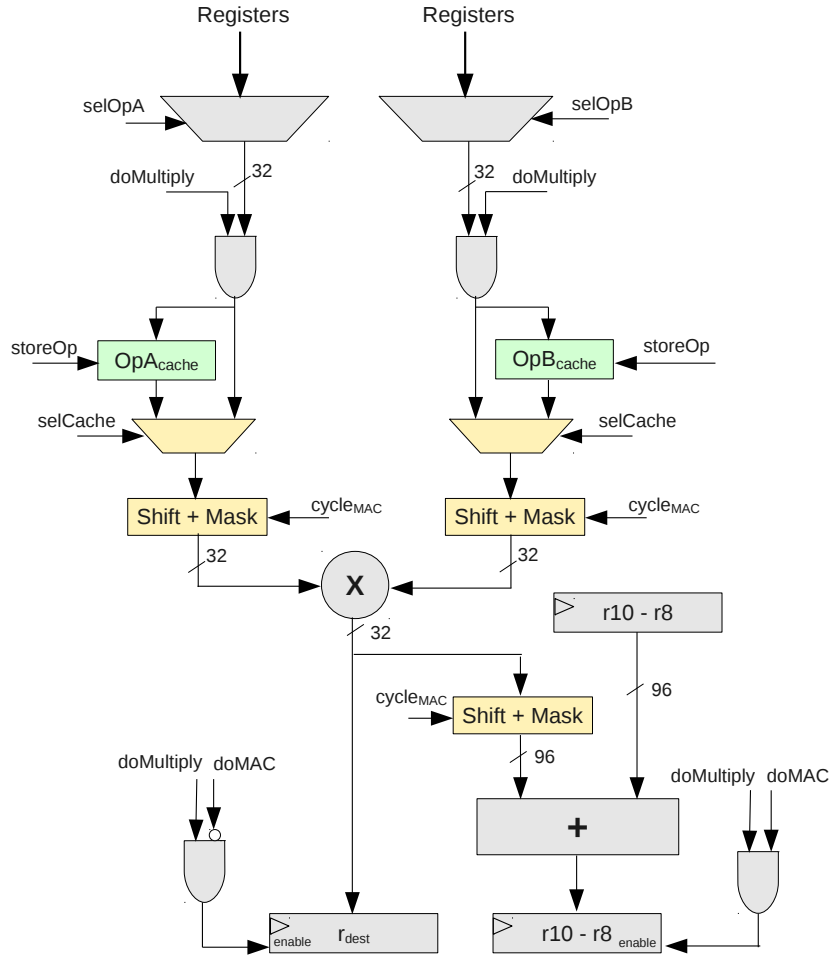 Registers Registers
selOpA selOpB
32 32
doMultiply doMultiply
storeOp OpAcache OpBcache storeOp
selCache selCache
Shift + Mask cycleMAC Shift + Mask cycleMAC
32 32
X
32 r10 - r8
cycleMAC Shift + Mask 96
96
doMultiply doMAC doMultiply doMAC
+
enable rdest r10 - r8 enable